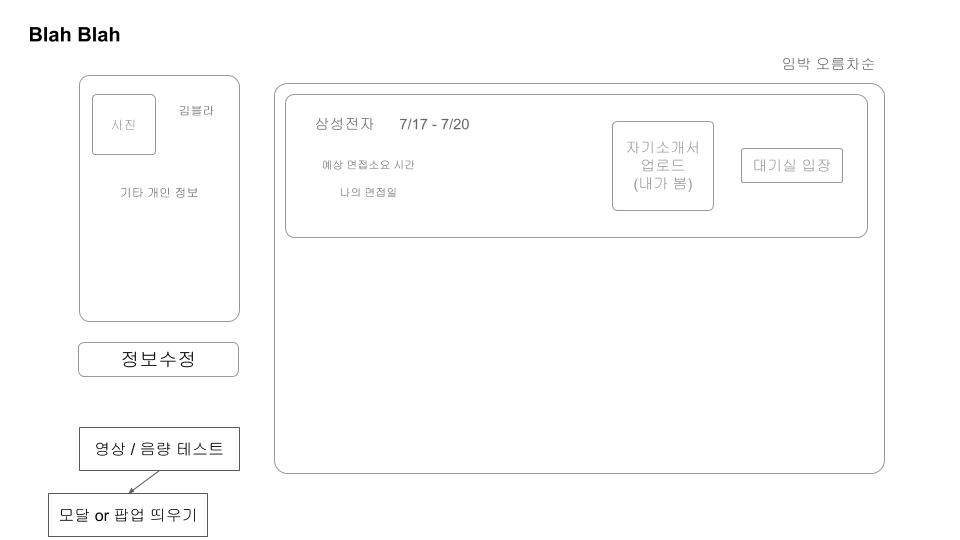 Blah Blah
임박 오름차순
사진
김블라
기타 개인 정보
삼성전자 7/17 - 7/20
예상 면접소요 시간
나의 면접일
자기소개서
업로드
(내가 봄)
대기실 입장
정보수정
영상 / 음량 테스트
모달 or 팝업 띄우기